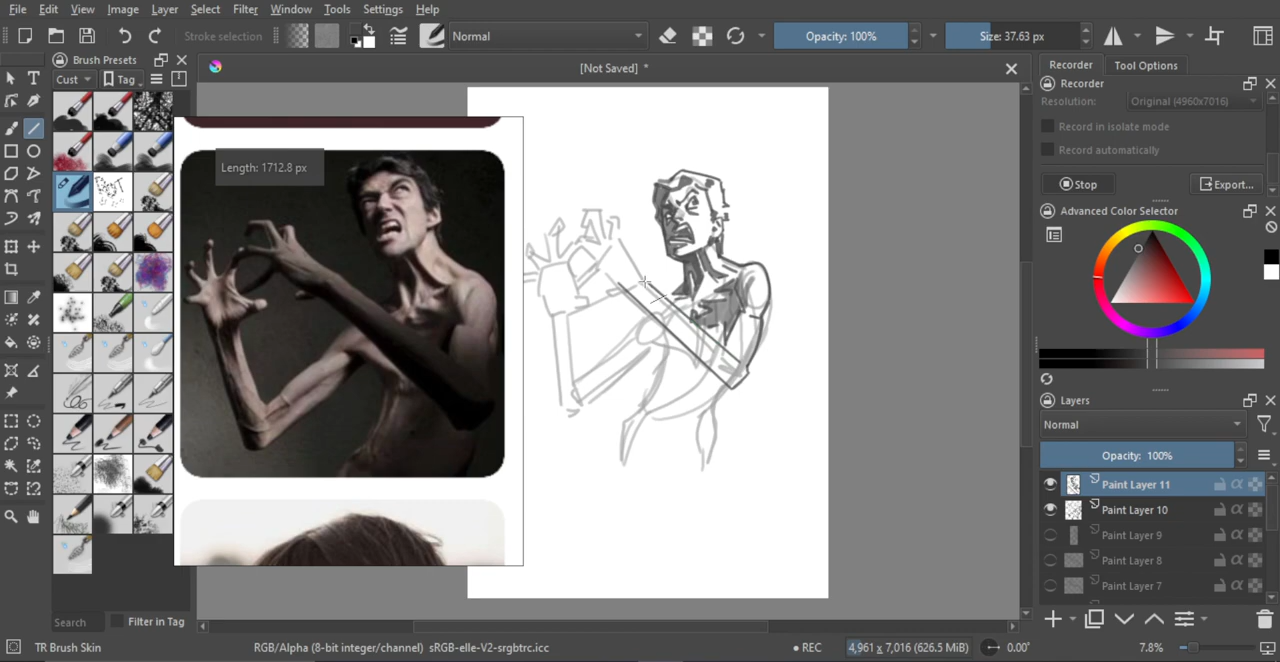 File Edit View Image Layer Select Filter Window Tools Settings Help
Stroke selection Normal Opacity: 100% Size: 37.63 px
Brush Presets
Cust Tag
[Not Saved] *
Length: 1712.8 px
Search Filter in Tag
Recorder Tool Options
Recorder
Resolution: Original (4960x7016)
Record in isolate mode
Record automatically
Stop Export...
Advanced Color Selector
Layers
Normal
Opacity: 100%
Paint Layer 11
Paint Layer 10
Paint Layer 9
Paint Layer 8
Paint Layer 7
TR Brush Skin RGB/Alpha (8-bit integer/channel) sRGB-elle-V2-srgbtrc.icc REC 4,961 x 7,016 (626.5 MiB) 0.00° 7.8%